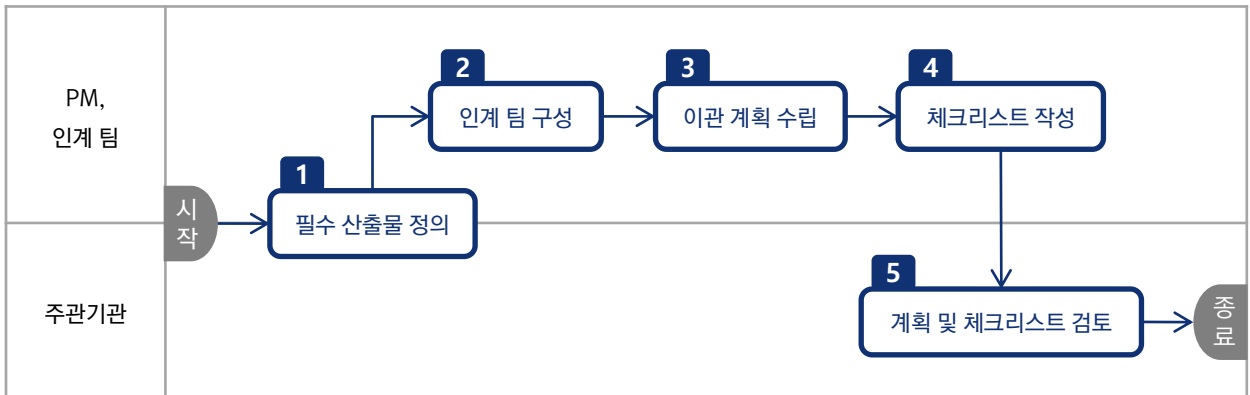 PM,
인계 팀
시작
1
필수 산출물 정의
2
인계 팀 구성
3
이관 계획 수립
4
체크리스트 작성
주관기관
5
계획 및 체크리스트 검토
종료